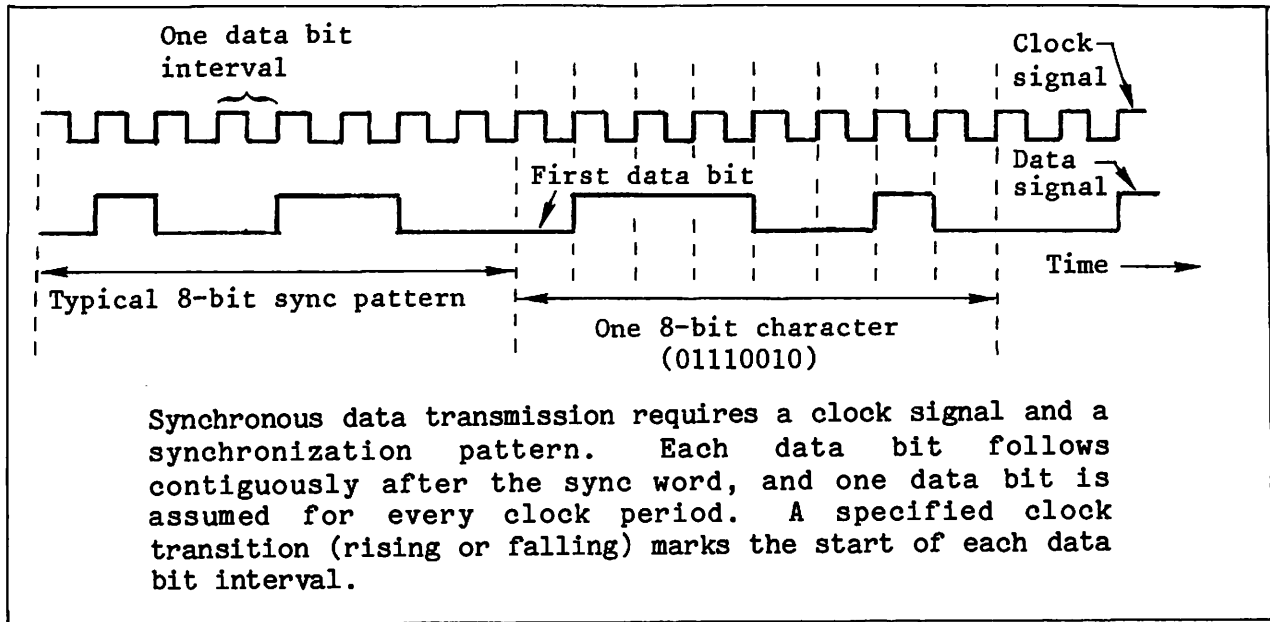 One data bit
interval
Clock
signal
First data bit
Data
signal
Time
Typical 8-bit sync pattern
One 8-bit character
(01110010)
Synchronous data transmission requires a clock signal and a
synchronization pattern. Each data bit follows
contiguously after the sync word, and one data bit is
assumed for every clock period. A specified clock
transition (rising or falling) marks the start of each data
bit interval.